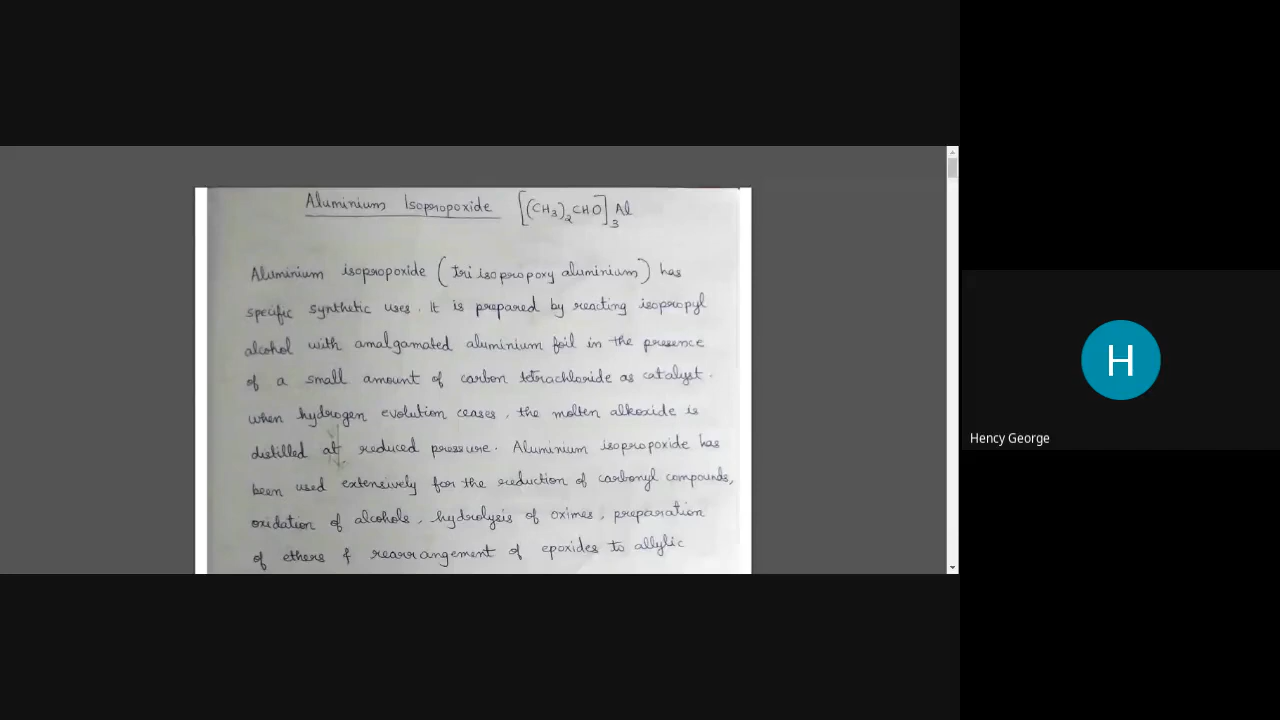 Aluminium Isopropoxide [(CH₃)₂CHO]₃Al
Aluminium isopropoxide (tri isopropoxy aluminium) has
specific synthetic uses. It is prepared by reacting isopropyl
alcohol with amalgamated aluminium foil in the presence
of a small amount of carbon tetrachloride as catalyst.
when hydrogen evolution ceases, the molten alkoxide is
distilled at reduced pressure. Aluminium isopropoxide has
been used extensively for the reduction of carbonyl compounds,
oxidation of alcohols, hydrolysis of oximes, preparation
of ethers & rearrangement of epoxides to allylic
H
Hency George